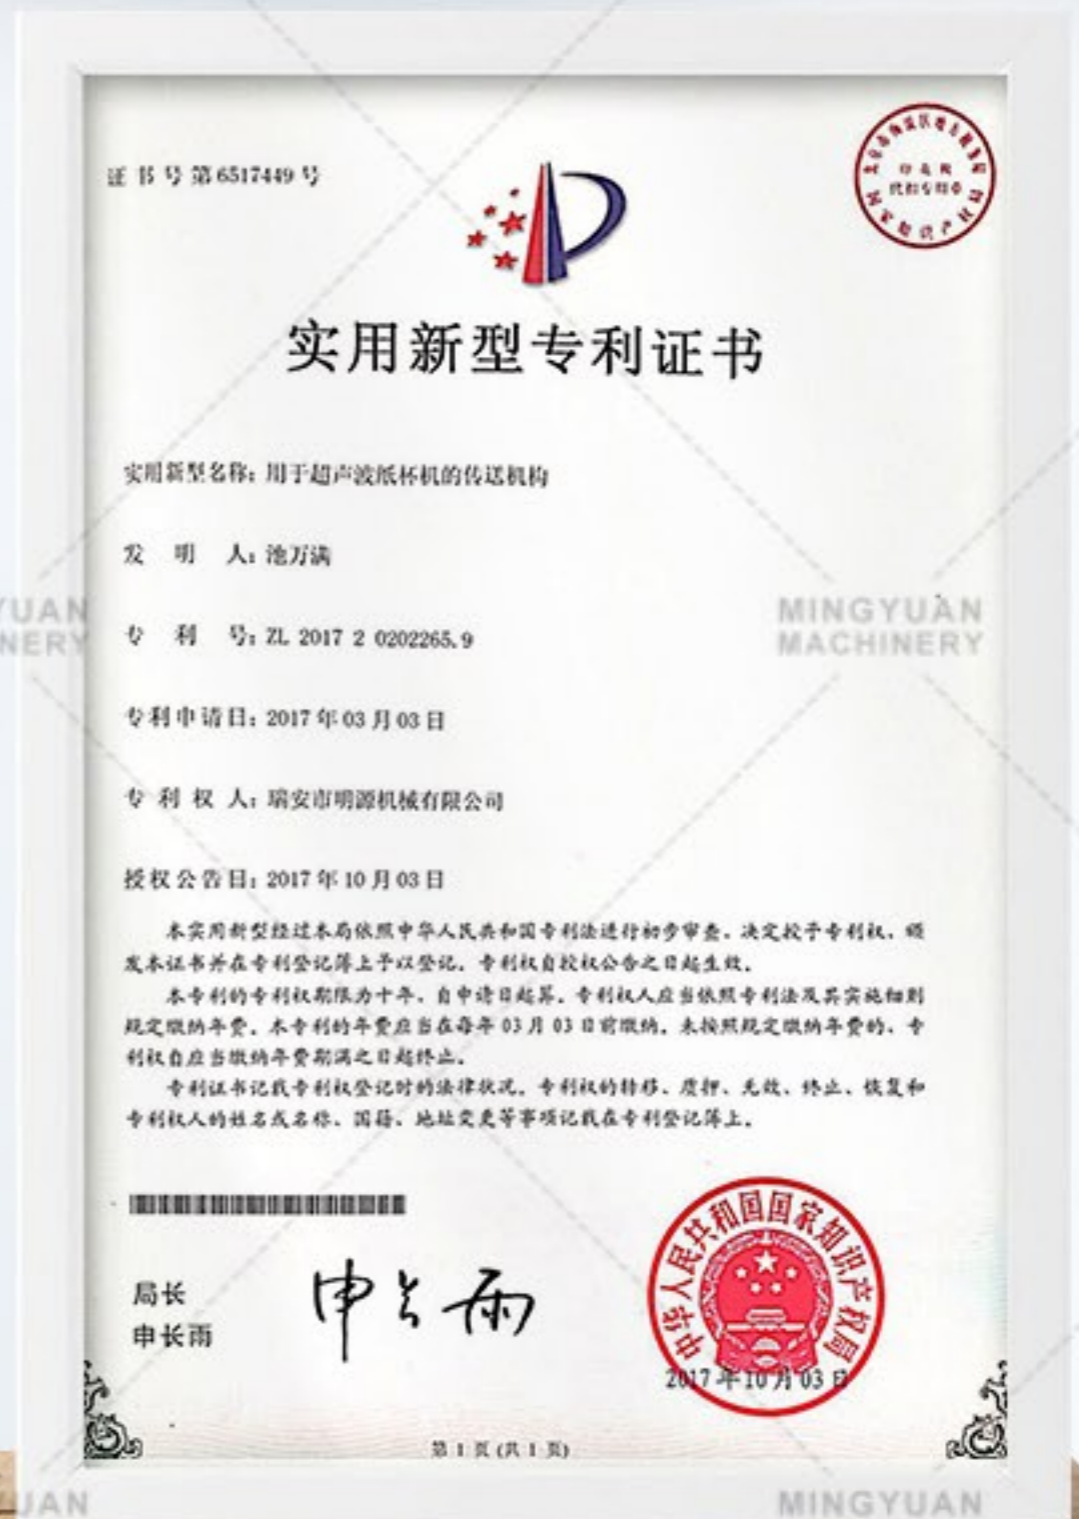 证书号第6517449号
实用新型专利证书
实用新型名称：用于超声波纸杯机的传送机构
发 明 人：池万满
专 利 号：ZL 2017 2 0202265.9
专利申请日：2017年03月03日
专 利 权 人：瑞安市明源机械有限公司
授权公告日：2017年10月03日
本实用新型经过本局依照中华人民共和国专利法进行初步审查，决定授予专利权，颁
发本证书并在专利登记簿上予以登记。专利权自授权公告之日起生效。
本专利的专利权期限为十年，自申请日起算。专利权人应当依照专利法及其实施细则
规定缴纳年费。本专利的年费应当在每年03月03日前缴纳。未按照规定缴纳年费的，专
利权自应当缴纳年费期满之日起终止。
专利证书记载专利权登记时的法律状况。专利权的转移、质押、无效、终止、恢复和
专利权人的姓名或名称、国籍、地址变更等事项记载在专利登记簿上。
局长
申长雨
申长雨
中华人民共和国国家知识产权局
2017年10月03日
第1页(共1页)
YUAN
NERY
MINGYUAN
MACHINERY
UAN
MINGYUAN